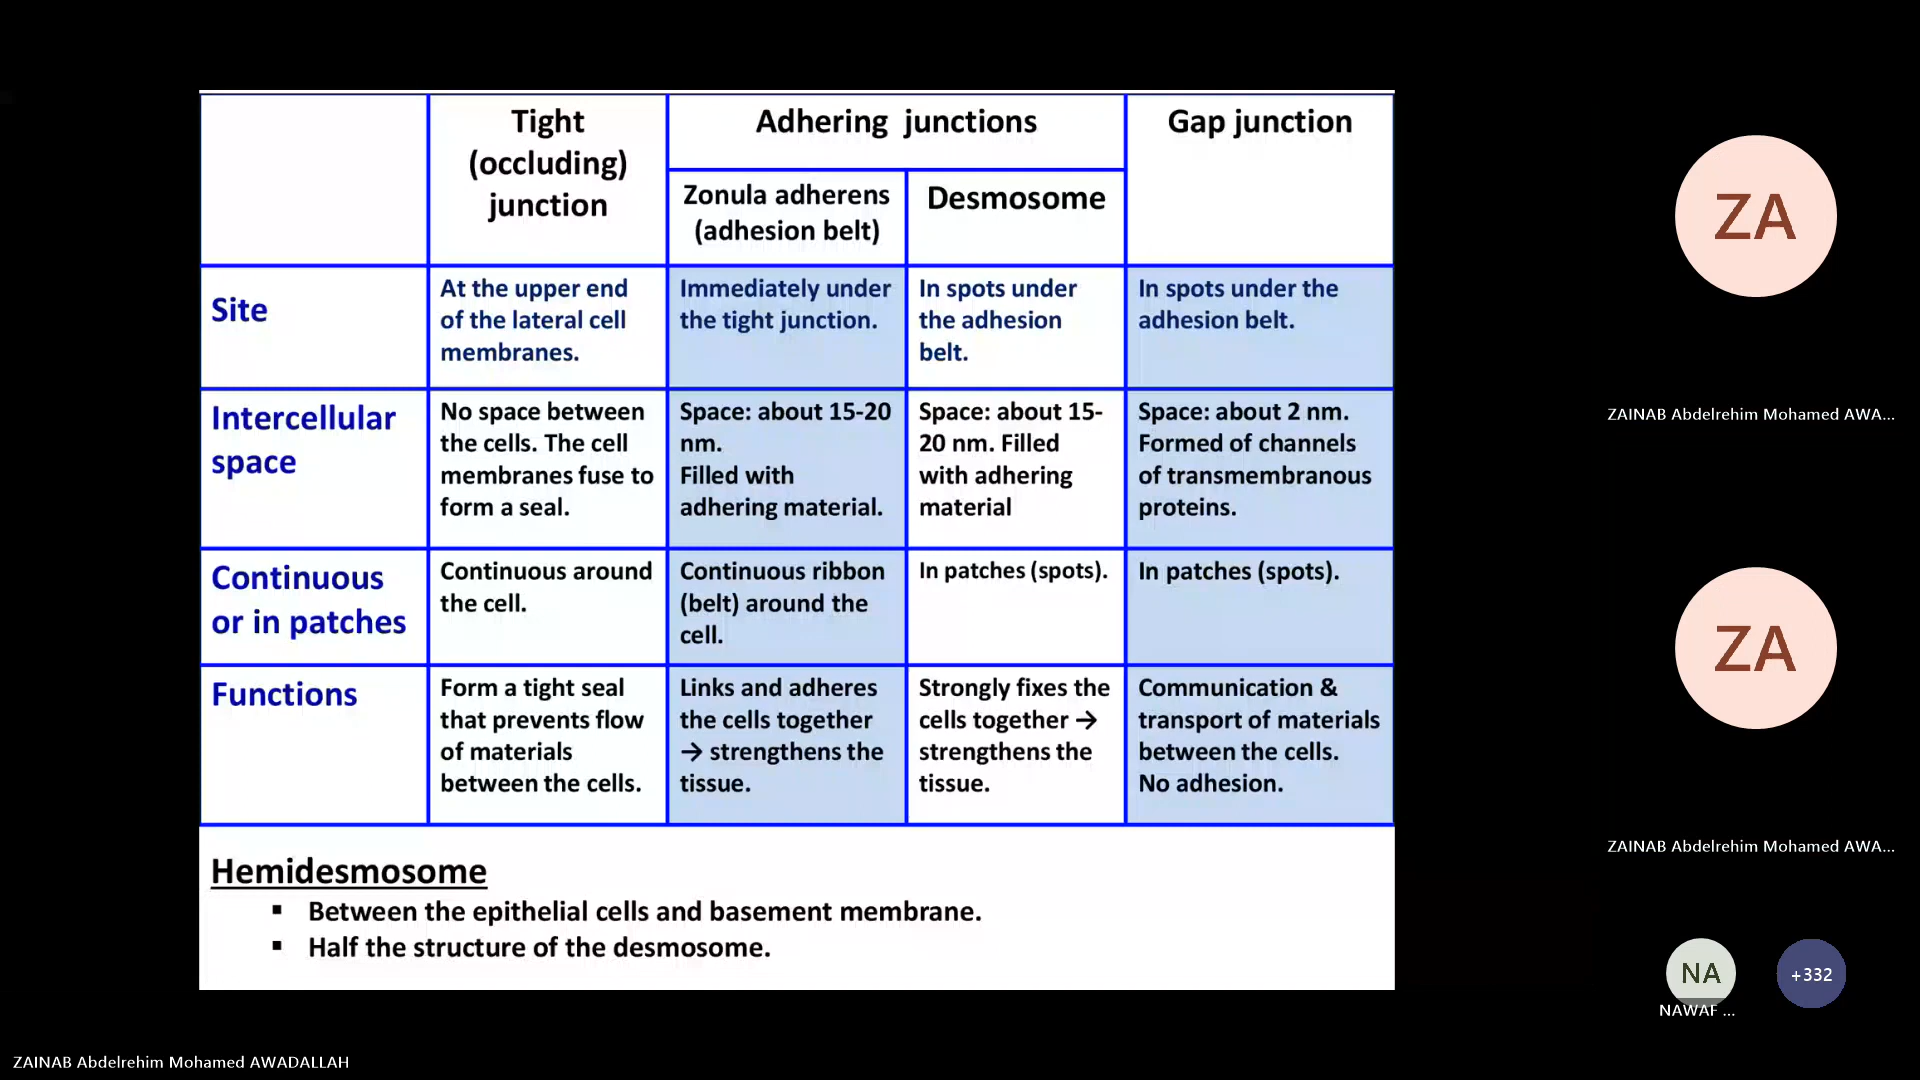 Tight
(occluding)
junction
Adhering junctions
Gap junction
Zonula adherens
(adhesion belt)
Desmosome
Site
At the upper end
of the lateral cell
membranes.
Immediately under
the tight junction.
In spots under
the adhesion
belt.
In spots under the
adhesion belt.
Intercellular
space
No space between
the cells. The cell
membranes fuse to
form a seal.
Space: about 15-20
nm.
Filled with
adhering material.
Space: about 15-
20 nm. Filled
with adhering
material
Space: about 2 nm.
Formed of channels
of transmembranous
proteins.
Continuous
or in patches
Continuous around
the cell.
Continuous ribbon
(belt) around the
cell.
In patches (spots).
In patches (spots).
Functions
Form a tight seal
that prevents flow
of materials
between the cells.
Links and adheres
the cells together
→ strengthens the
tissue.
Strongly fixes the
cells together →
strengthens the
tissue.
Communication &
transport of materials
between the cells.
No adhesion.
Hemidesmosome
▪ Between the epithelial cells and basement membrane.
▪ Half the structure of the desmosome.
ZA
ZAINAB Abdelrehim Mohamed AWA...
ZA
ZAINAB Abdelrehim Mohamed AWA...
NA
+332
NAWAF ...
ZAINAB Abdelrehim Mohamed AWADALLAH